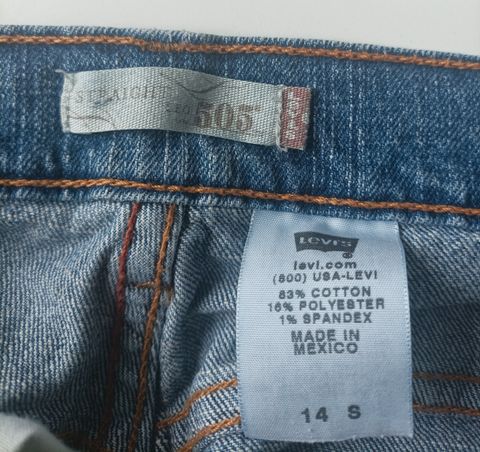 STRAIGHT
505
LEVI'S
levi.com
(800) USA-LEVI
83% COTTON
16% POLYESTER
1% SPANDEX
MADE IN
MEXICO
14 S